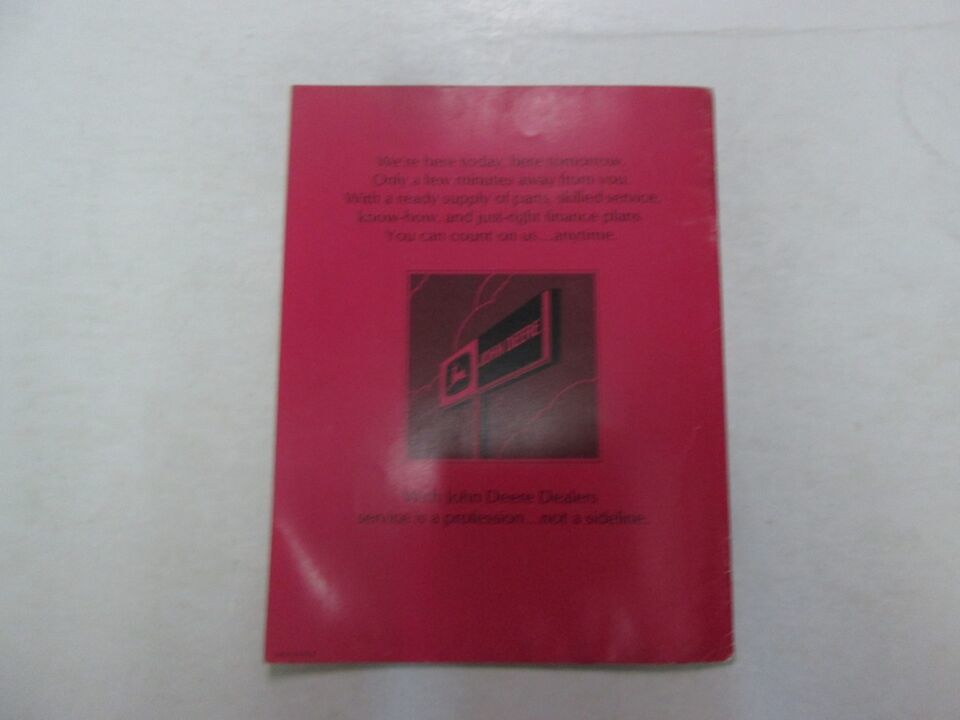 We're here today, here tomorrow.
Only a few minutes away from you.
With a ready supply of parts, skilled service,
know-how, and just-right finance plans.
You can count on us...anytime.
JOHN DEERE
With John Deere Dealers
service is a profession...not a sideline.